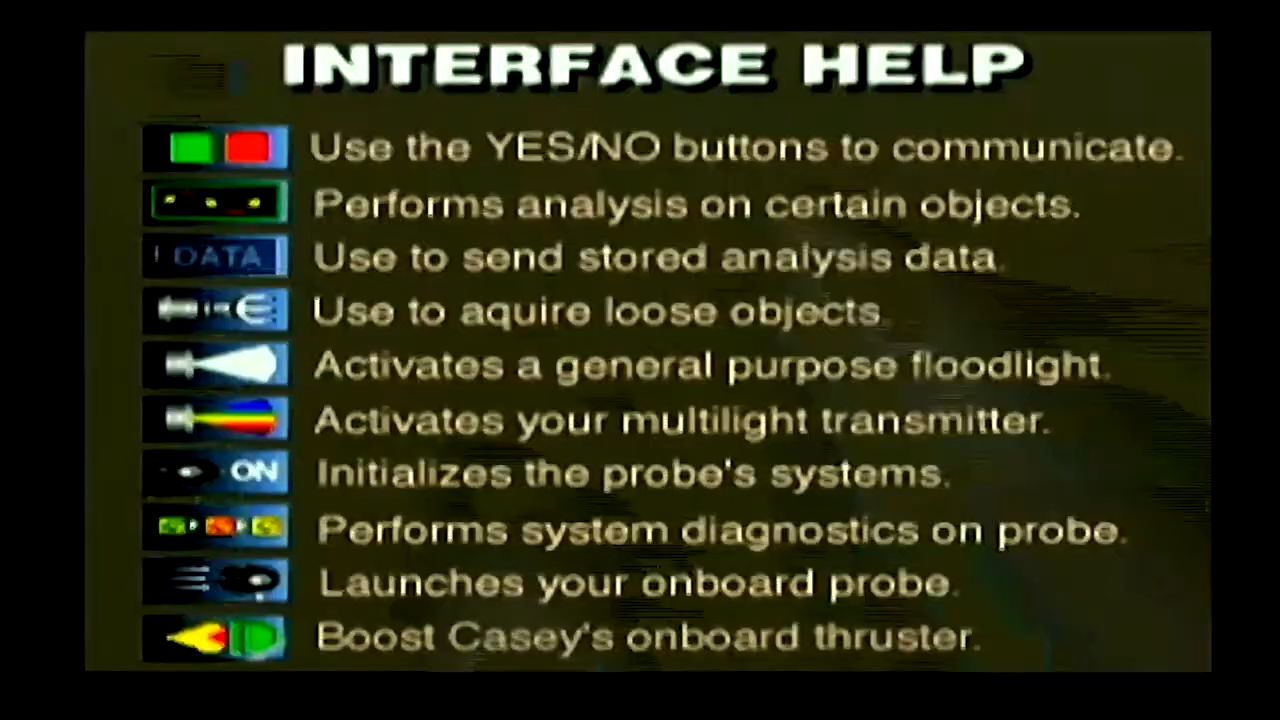 INTERFACE HELP
Use the YES/NO buttons to communicate.
Performs analysis on certain objects.
DATA Use to send stored analysis data.
Use to aquire loose objects.
Activates a general purpose floodlight.
Activates your multilight transmitter.
ON Initializes the probe's systems.
Performs system diagnostics on probe.
Launches your onboard probe.
Boost Casey's onboard thruster.